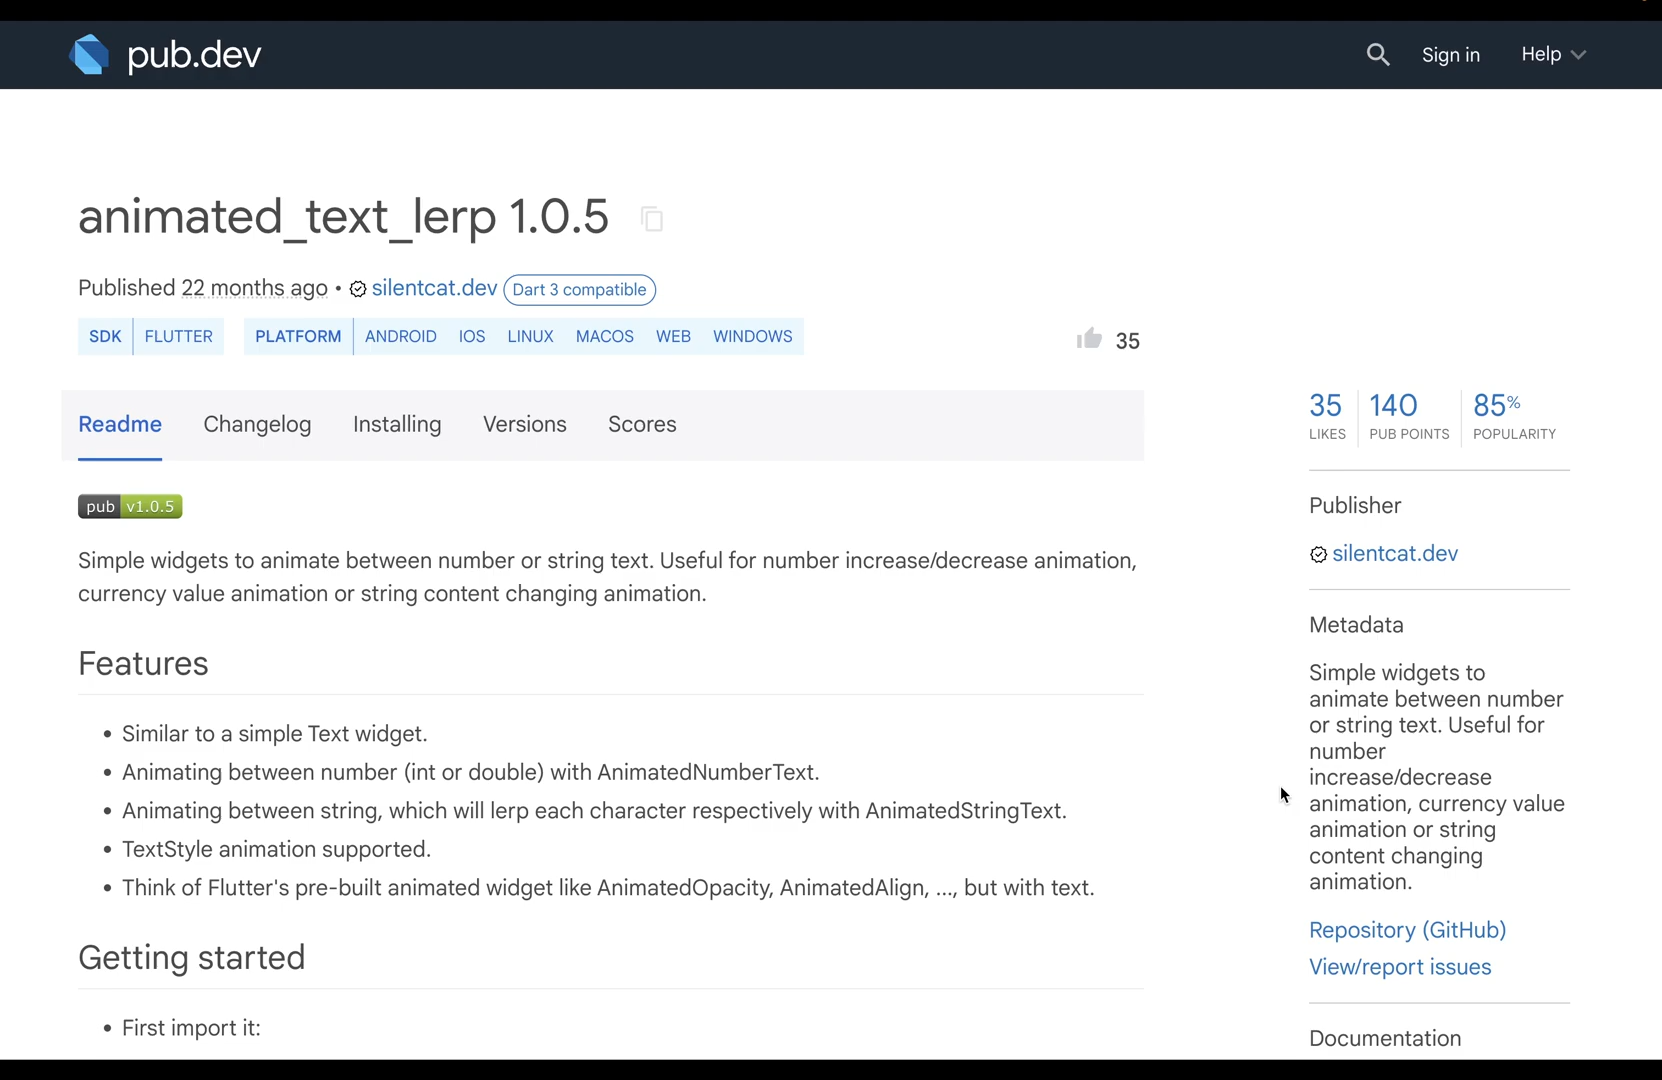 pub.dev
Sign in
Help
animated_text_lerp 1.0.5
Published 22 months ago • silentcat.dev Dart 3 compatible
SDK FLUTTER PLATFORM ANDROID IOS LINUX MACOS WEB WINDOWS
35
Readme Changelog Installing Versions Scores
pub v1.0.5
Simple widgets to animate between number or string text. Useful for number increase/decrease animation,
currency value animation or string content changing animation.
Features
• Similar to a simple Text widget.
• Animating between number (int or double) with AnimatedNumberText.
• Animating between string, which will lerp each character respectively with AnimatedStringText.
• TextStyle animation supported.
• Think of Flutter's pre-built animated widget like AnimatedOpacity, AnimatedAlign, ..., but with text.
Getting started
• First import it:
35 140 85%
LIKES PUB POINTS POPULARITY
Publisher
silentcat.dev
Metadata
Simple widgets to
animate between number
or string text. Useful for
number
increase/decrease
animation, currency value
animation or string
content changing
animation.
Repository (GitHub)
View/report issues
Documentation